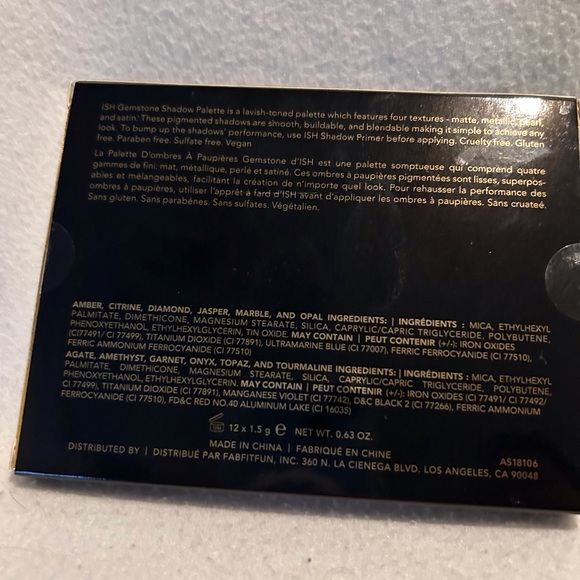 ISH Gemstone Shadow Palette is a lavish-toned palette which features four textures - matte, metallic, pearl,
and satin. These pigmented shadows are smooth, buildable, and blendable making it simple to achieve any
look. To bump up the shadows' performance, use ISH Shadow Primer before applying. Cruelty free. Gluten
free. Paraben free. Sulfate free. Vegan
La Palette D'ombres À Paupières Gemstone d'ISH est une palette somptueuse qui comprend quatre
gammes de fini: mat, métallique, perlé et satiné. Ces ombres à paupières pigmentées sont lisses, superpos-
ables et mélangeables, facilitant la création de n'importe quel look. Pour rehausser la performance des
ombres à paupières, utiliser l'apprêt à fard d'ISH avant d'appliquer les ombres à paupières. Sans cruauté.
Sans gluten. Sans parabènes. Sans sulfates. Végétalien.
AMBER, CITRINE, DIAMOND, JASPER, MARBLE, AND OPAL INGREDIENTS: | INGRÉDIENTS : MICA, ETHYLHEXYL
PALMITATE, DIMETHICONE, MAGNESIUM STEARATE, SILICA, CAPRYLIC/CAPRIC TRIGLYCERIDE, POLYBUTENE,
PHENOXYETHANOL, ETHYLHEXYLGLYCERIN, TIN OXIDE. MAY CONTAIN | PEUT CONTENIR (+/-): IRON OXIDES
(CI77491/ CI 77499), TITANIUM DIOXIDE (CI 77891), ULTRAMARINE BLUE (CI 77007), FERRIC FERROCYANIDE (CI 77510),
FERRIC AMMONIUM FERROCYANIDE (CI 77510)
AGATE, AMETHYST, GARNET, ONYX, TOPAZ, AND TOURMALINE INGREDIENTS: | INGRÉDIENTS : MICA, ETHYLHEXYL
PALMITATE, DIMETHICONE, MAGNESIUM STEARATE, SILICA, CAPRYLIC/CAPRIC TRIGLYCERIDE, POLYBUTENE,
PHENOXYETHANOL, ETHYLHEXYLGLYCERIN. MAY CONTAIN | PEUT CONTENIR (+/-): IRON OXIDES (CI 77491/ CI 77492/
CI 77499), TITANIUM DIOXIDE (CI 77891), MANGANESE VIOLET (CI 77742), D&C BLACK 2 (CI 77266), FERRIC AMMONIUM
FERROCYANIDE (CI 77510), FD&C RED NO.40 ALUMINUM LAKE (CI 16035)
12 x 1.5 g e NET WT. 0.63 OZ.
MADE IN CHINA | FABRIQUÉ EN CHINE
DISTRIBUTED BY | DISTRIBUÉ PAR FABFITFUN, INC. 360 N. LA CIENEGA BLVD. LOS ANGELES, CA 90048
AS18106